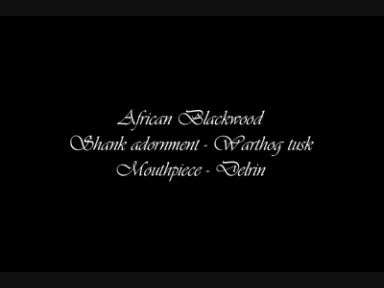 African Blackwood
Shank adornment - Warthog tusk
Mouthpiece - Delrin